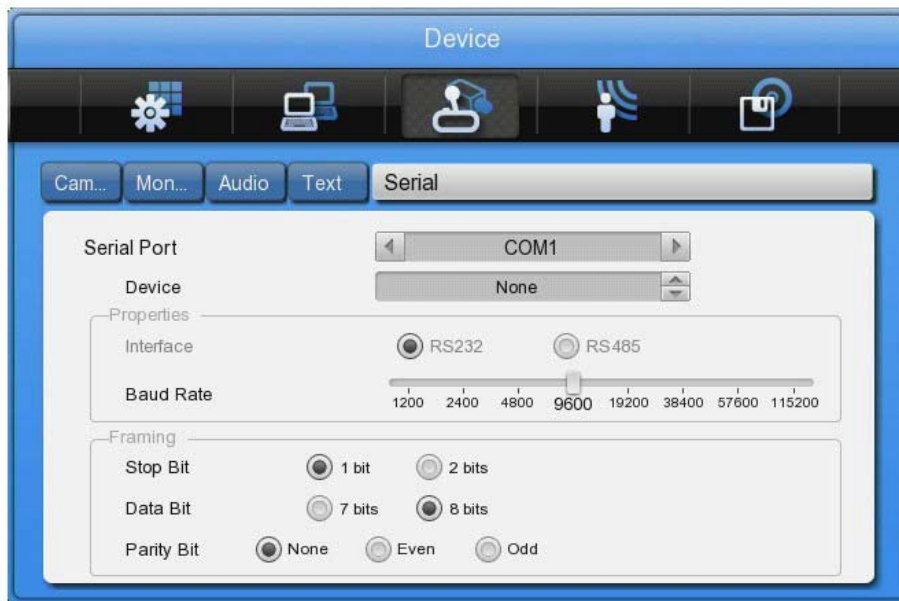 Device
Cam... Mon... Audio Text Serial
Serial Port COM1
Device None
Properties
Interface RS232 RS485
Baud Rate 1200 2400 4800 9600 19200 38400 57600 115200
Framing
Stop Bit 1 bit 2 bits
Data Bit 7 bits 8 bits
Parity Bit None Even Odd